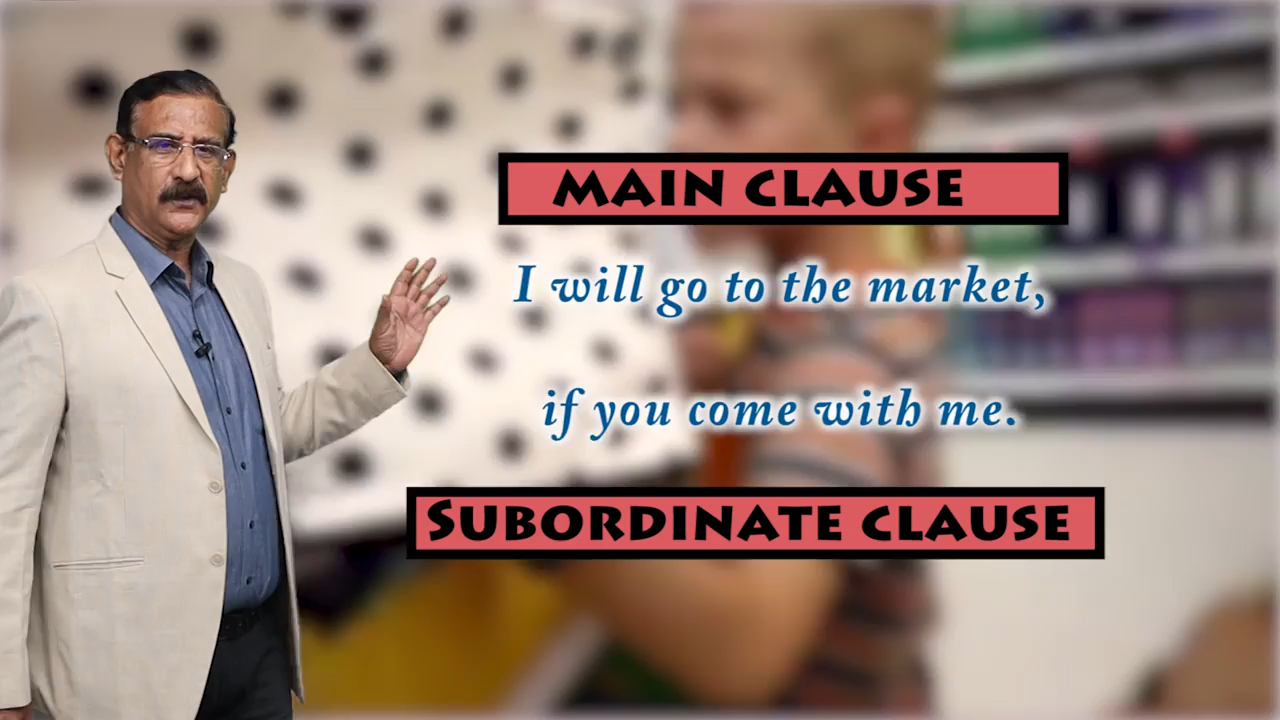 MAIN CLAUSE
I will go to the market,
if you come with me.
SUBORDINATE CLAUSE